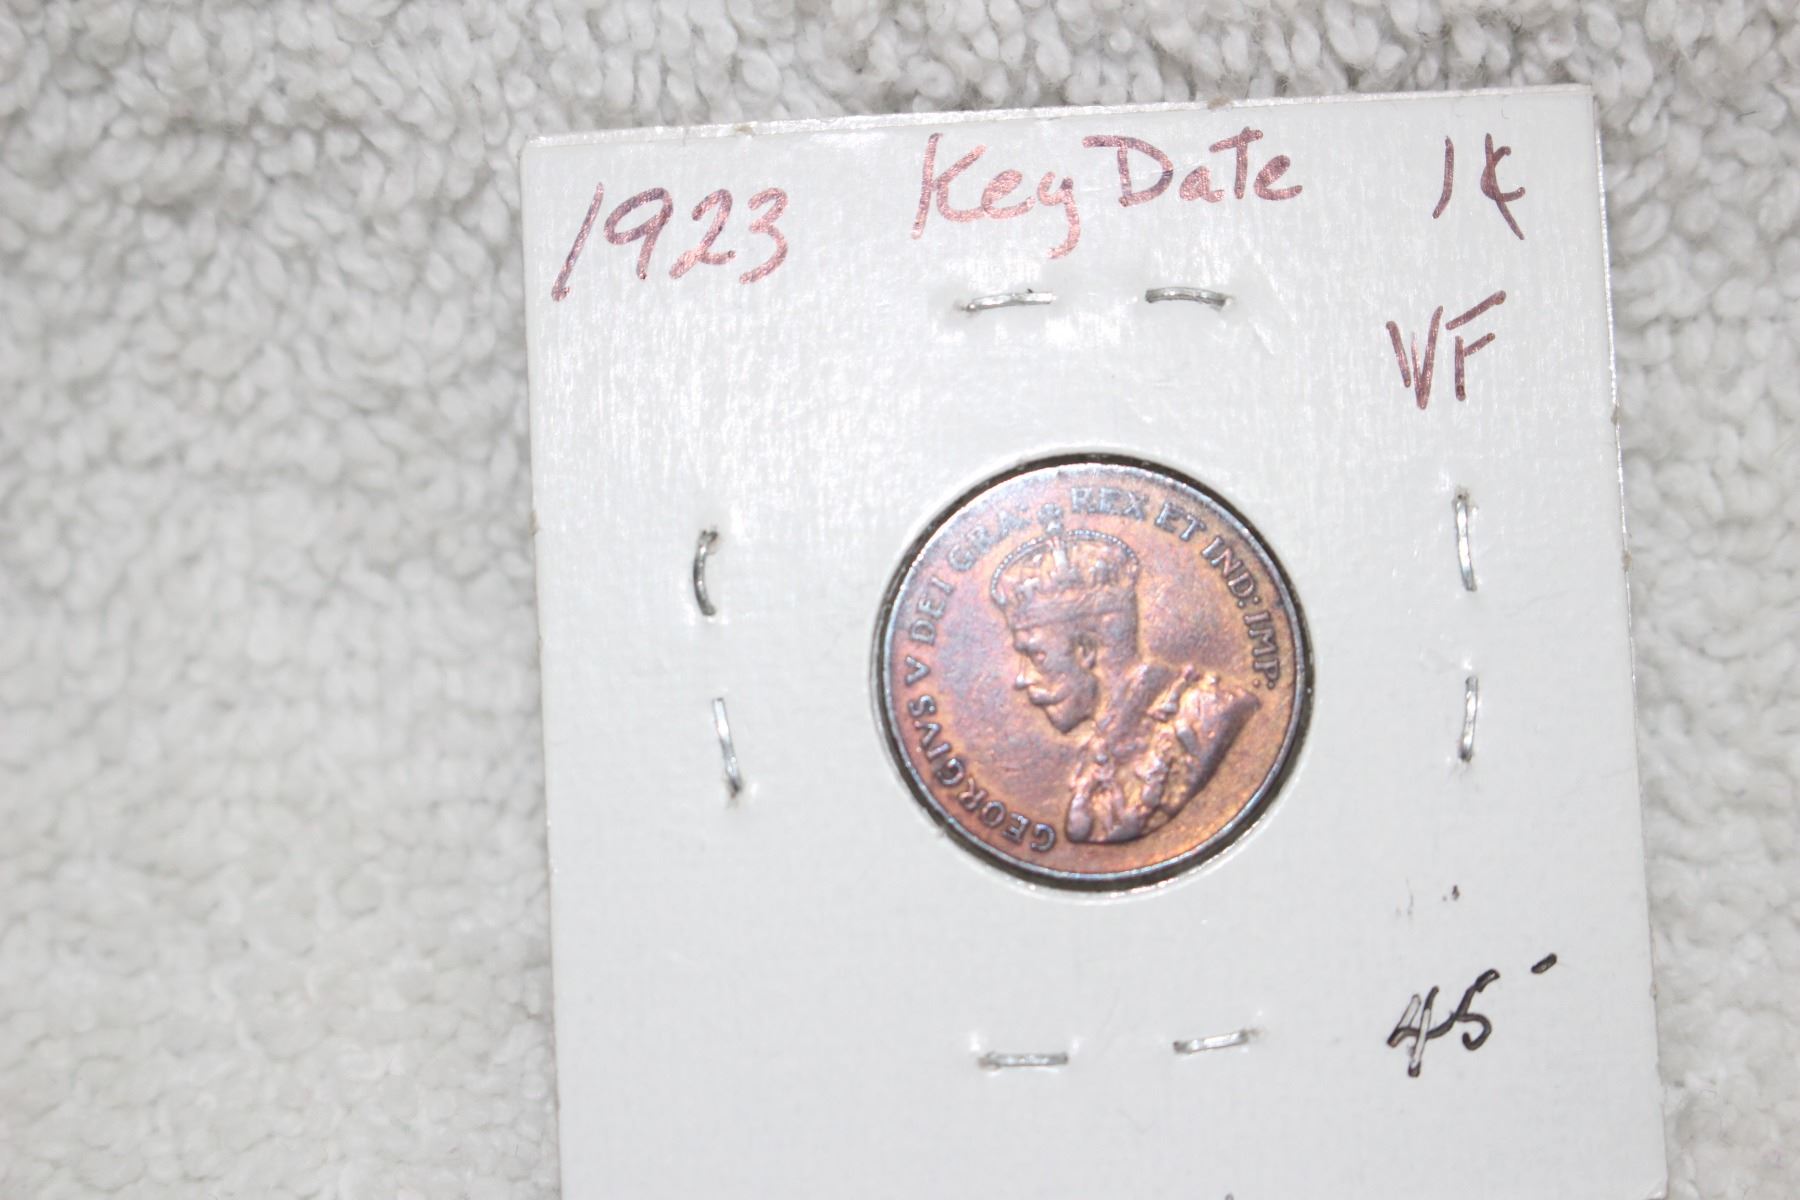 1923 Key Date 1¢
VF
GEORGIVS V DEI GRA: REX ET IND: IMP:
45-